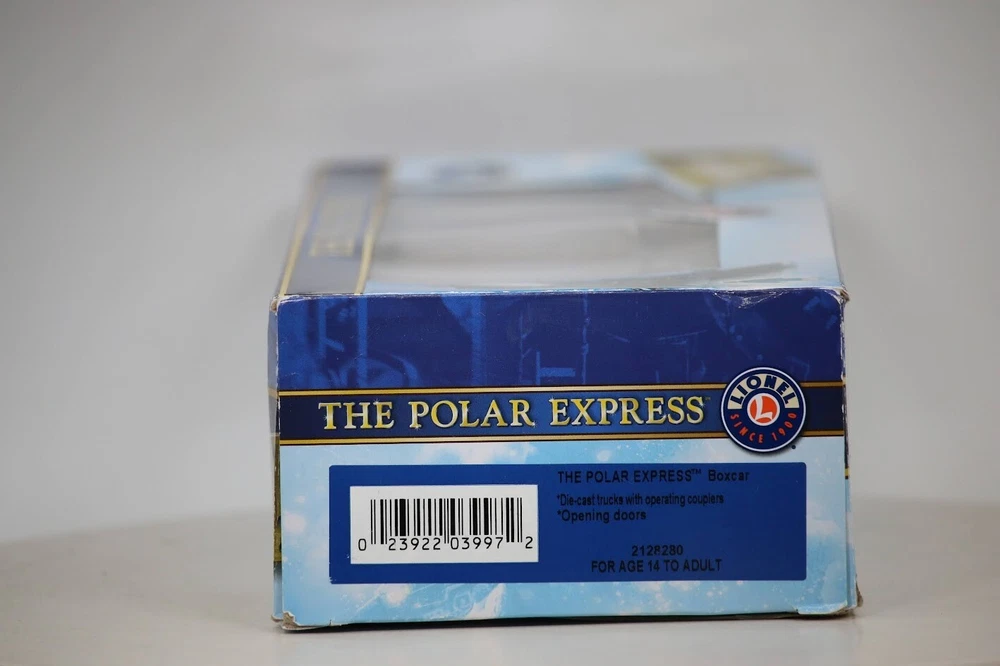 THE POLAR EXPRESS™
LIONEL
L
SINCE 1900
THE POLAR EXPRESS™ Boxcar
*Die-cast trucks with operating couplers
*Opening doors
0 23922 03997 2
2128280
FOR AGE 14 TO ADULT